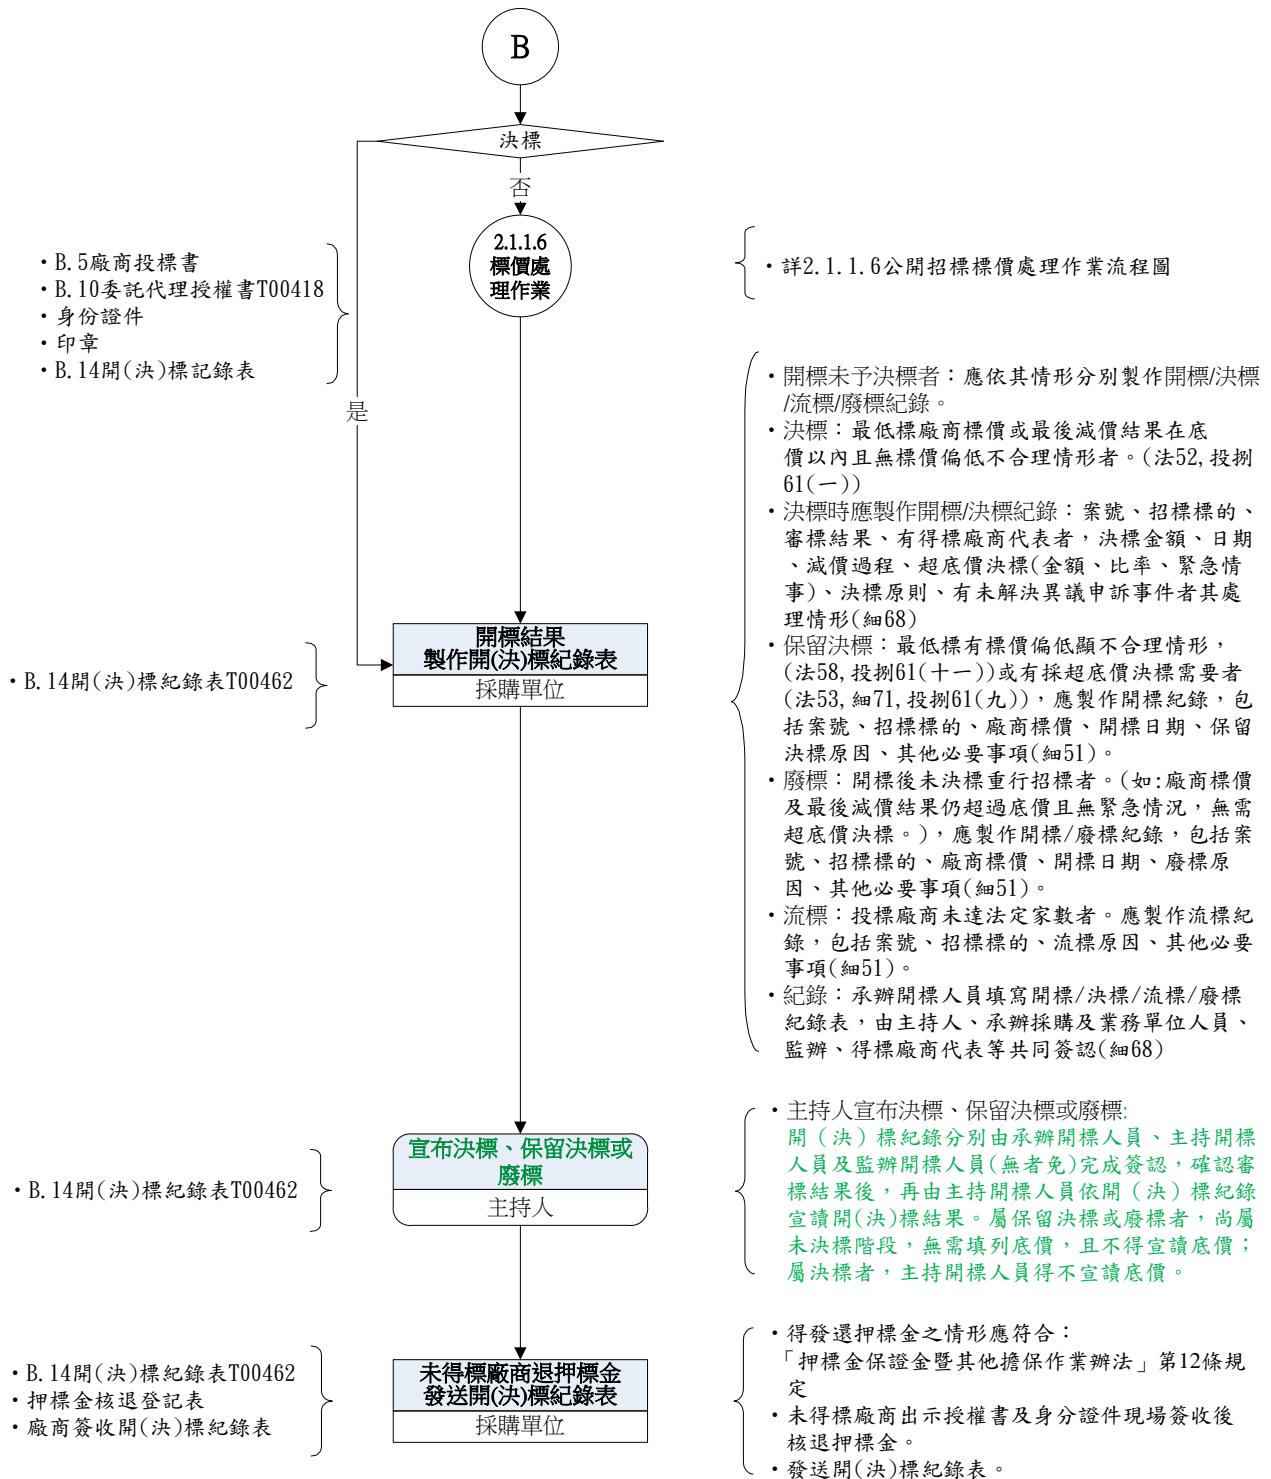 B
決標
否
2.1.1.6
標價處
理作業
・B.5廠商投標書
・B.10委託代理授權書T00418
・身份證件
・印章
・B.14開(決)標記錄表
・詳2.1.1.6公開招標標價處理作業流程圖
是
・開標未予決標者：應依其情形分別製作開標/決標
/流標/廢標紀錄。
・決標：最低標廠商標價或最後減價結果在底
價以內且無標價偏低不合理情形者。(法52,投捌
61(一))
・決標時應製作開標/決標紀錄：案號、招標標的、
審標結果、有得標廠商代表者，決標金額、日期
、減價過程、超底價決標(金額、比率、緊急情
事)、決標原則、有未解決異議申訴事件者其處
理情形(細68)
・保留決標：最低標有標價偏低顯不合理情形，
(法58,投捌61(十一))或有採超底價決標需要者
(法53,細71,投捌61(九))，應製作開標紀錄，包
括案號、招標標的、廠商標價、開標日期、保留
決標原因、其他必要事項(細51)。
・廢標：開標後未決標重行招標者。(如:廠商標價
及最後減價結果仍超過底價且無緊急情況，無需
超底價決標。)，應製作開標/廢標紀錄，包括案
號、招標標的、廠商標價、開標日期、廢標原
因、其他必要事項(細51)。
・流標：投標廠商未達法定家數者。應製作流標紀
錄，包括案號、招標標的、流標原因、其他必要
事項(細51)。
・紀錄：承辦開標人員填寫開標/決標/流標/廢標
紀錄表，由主持人、承辦採購及業務單位人員、
監辦、得標廠商代表等共同簽認(細68)
開標結果
製作開(決)標紀錄表
採購單位
・B.14開(決)標紀錄表T00462
宣布決標、保留決標或
廢標
主持人
・B.14開(決)標紀錄表T00462
・主持人宣布決標、保留決標或廢標:
開（決）標紀錄分別由承辦開標人員、主持開標
人員及監辦開標人員(無者免)完成簽認，確認審
標結果後，再由主持開標人員依開（決）標紀錄
宣讀開(決)標結果。屬保留決標或廢標者，尚屬
未決標階段，無需填列底價，且不得宣讀底價；
屬決標者，主持開標人員得不宣讀底價。
未得標廠商退押標金
發送開(決)標紀錄表
採購單位
・B.14開(決)標紀錄表T00462
・押標金核退登記表
・廠商簽收開(決)標紀錄表
・得發還押標金之情形應符合：
「押標金保證金暨其他擔保作業辦法」第12條規
定
・未得標廠商出示授權書及身分證件現場簽收後
核退押標金。
・發送開(決)標紀錄表。